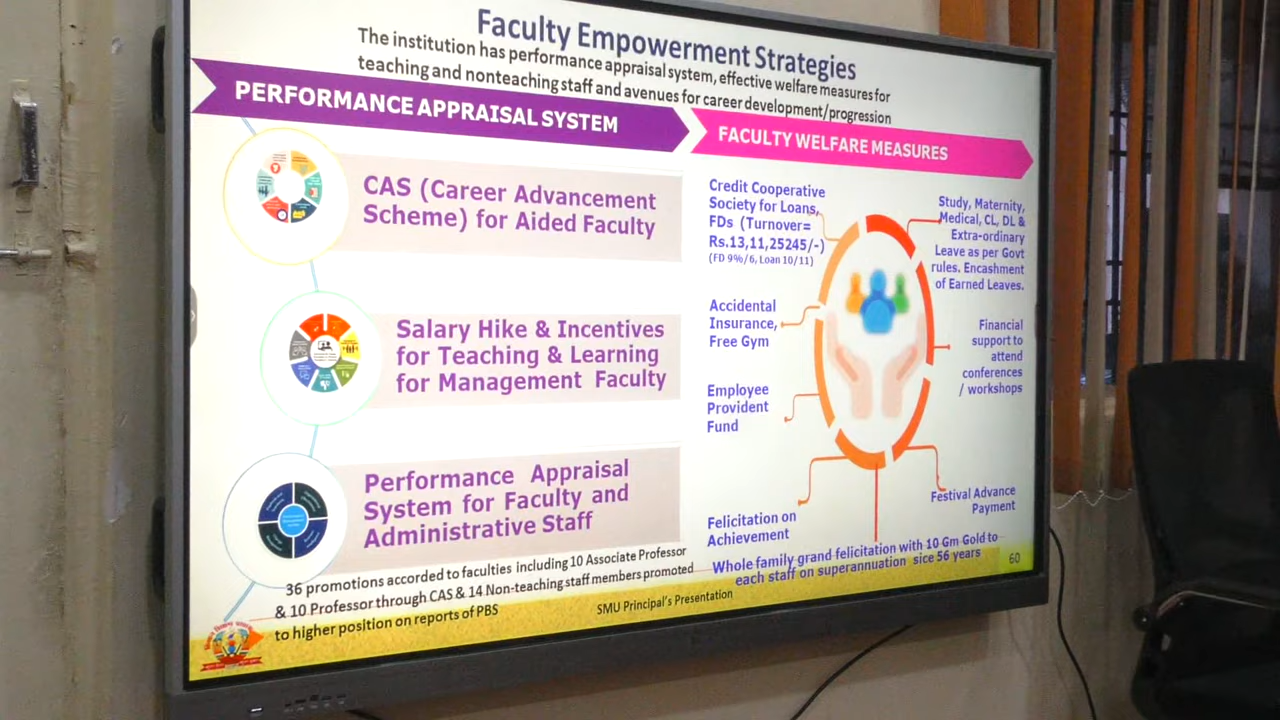 Faculty Empowerment Strategies
The institution has performance appraisal system, effective welfare measures for
teaching and nonteaching staff and avenues for career development/progression
PERFORMANCE APPRAISAL SYSTEM
CAS (Career Advancement
Scheme) for Aided Faculty
Salary Hike & Incentives
for Teaching & Learning
for Management Faculty
Performance Appraisal
System for Faculty and
Administrative Staff
36 promotions accorded to faculties including 10 Associate Professor
& 10 Professor through CAS & 14 Non-teaching staff members promoted
to higher position on reports of PBS
FACULTY WELFARE MEASURES
Credit Cooperative
Society for Loans,
FDs (Turnover=
Rs.13,11,25245/-)
(FD 9%/6, Loan 10/11)
Accidental
Insurance,
Free Gym
Employee
Provident
Fund
Felicitation on
Achievement
Study, Maternity,
Medical, CL, DL &
Extra-ordinary
Leave as per Govt
rules. Encashment
of Earned Leaves.
Financial
support to
attend
conferences
/ workshops
Festival Advance
Payment
Whole family grand felicitation with 10 Gm Gold to
each staff on superannuation sice 56 years
SMU Principal's Presentation
60